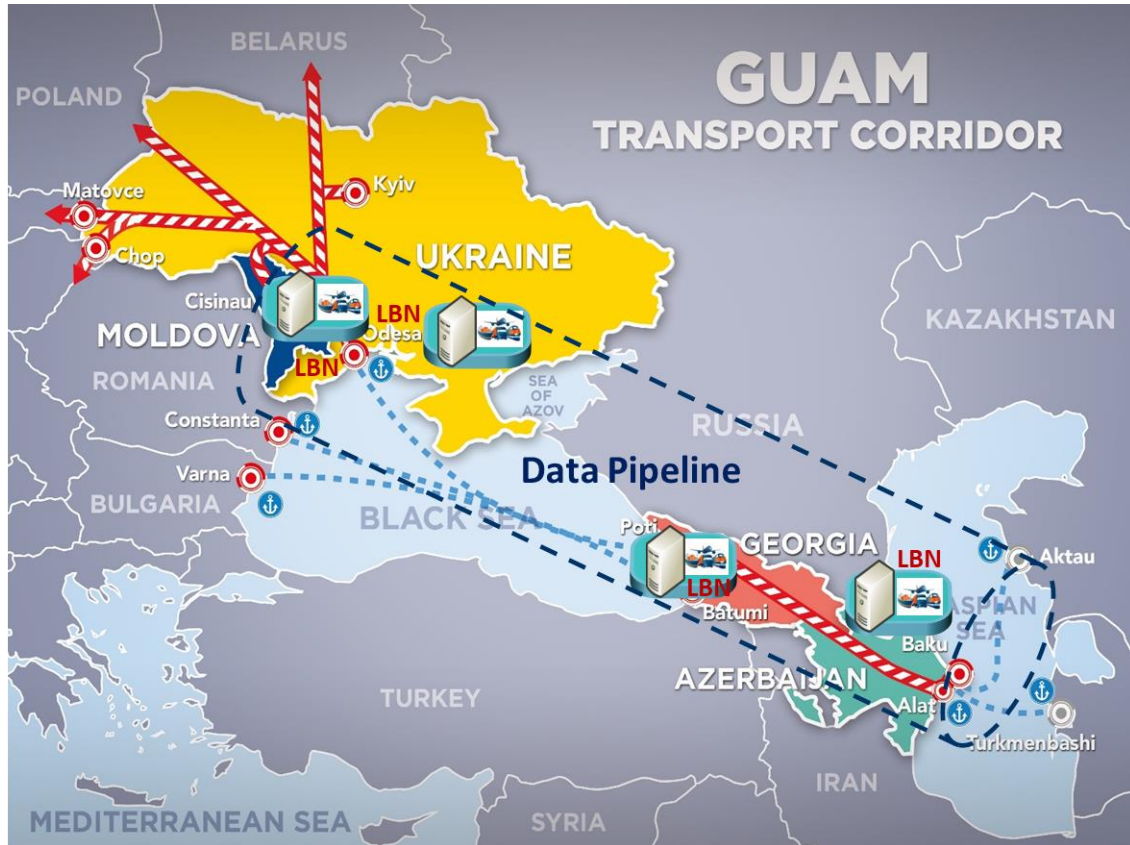 BELARUS
POLAND
GUAM
TRANSPORT CORRIDOR
Matovce
Kyiv
Chop
UKRAINE
Cisinau
LBN
Odesa
MOLDOVA
LBN
KAZAKHSTAN
ROMANIA
SEA
OF
AZOV
Constanta
RUSSIA
Varna
Data Pipeline
BULGARIA
BLACK SEA
Poti
GEORGIA
LBN
Aktau
LBN
Batumi
ASPIAN
SEA
Baku
AZERBAIJAN
TURKEY
Alat
Turkmenbashi
IRAN
MEDITERRANEAN SEA
SYRIA